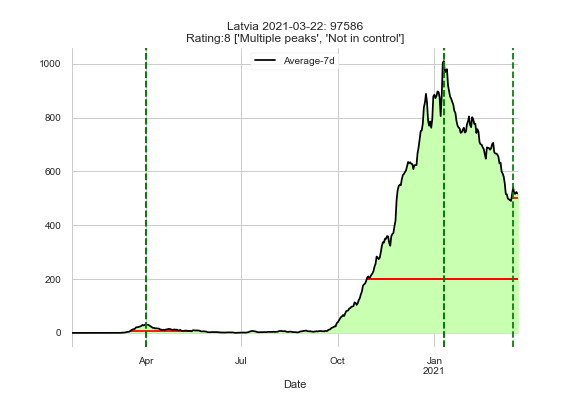 Latvia 2021-03-22: 97586
Rating:8 ['Multiple peaks', 'Not in control']
Average-7d
1000
800
600
400
200
0
Apr
Jul
Oct
Jan
2021
Date